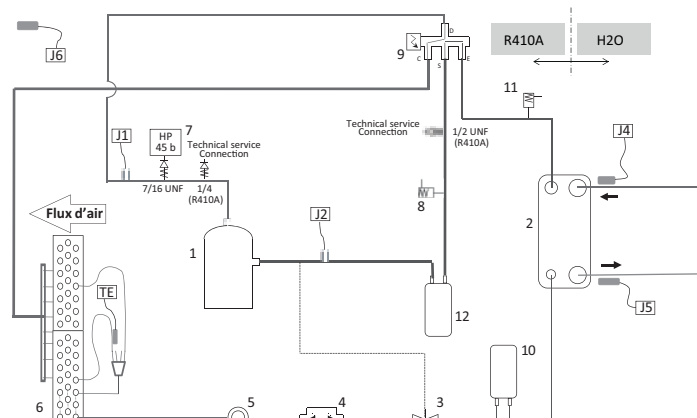 J6
9
D
C
S
E
R410A
H2O
11
J1
HP
45 b
7
Technical service
Connection
7/16 UNF
1/4
(R410A)
Technical service
Connection
1/2 UNF
(R410A)
J4
Flux d'air
8
J2
1
2
12
TE
J5
10
6
5
4
3